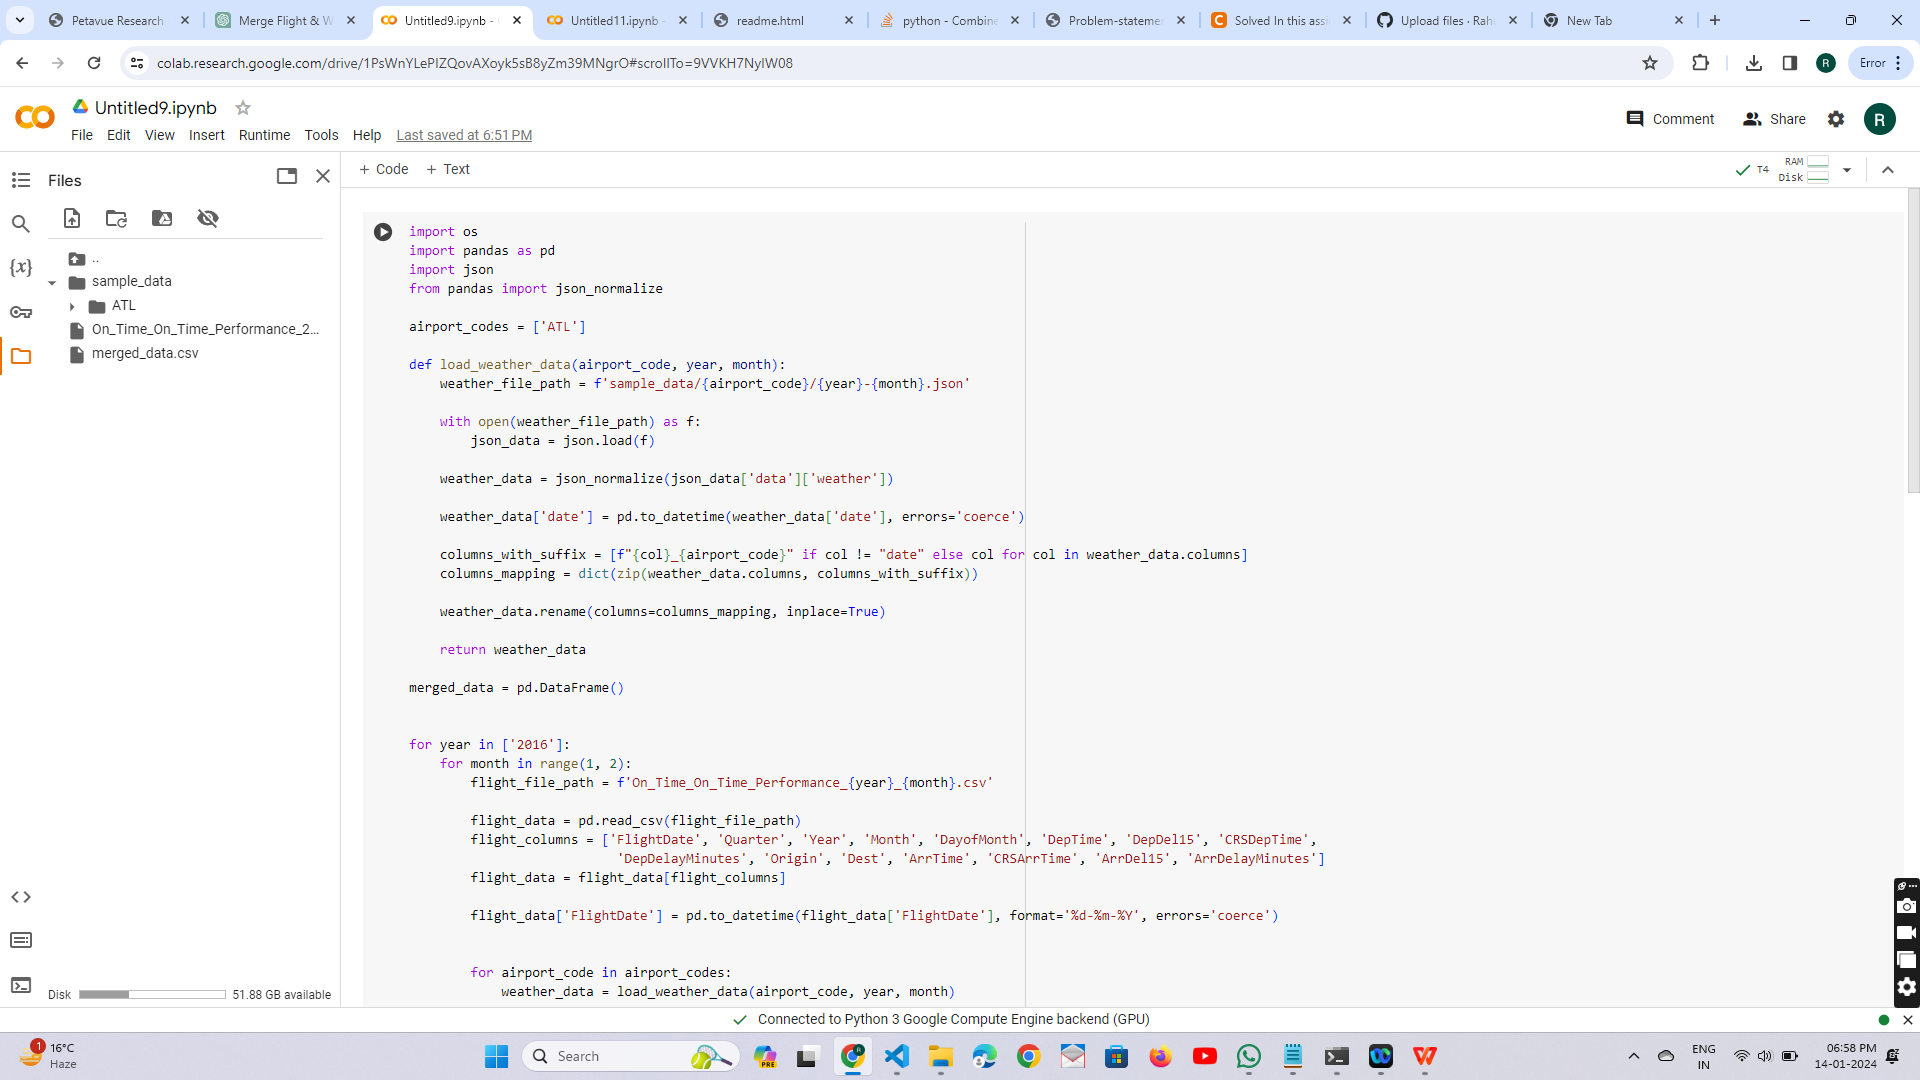 Petavue Research
Merge Flight & W
Untitled9.ipynb -
Untitled11.ipynb -
readme.html
python - Combine
Problem-statemen
Solved In this assi
Upload files · Rah
New Tab
colab.research.google.com/drive/1PsWnYLePIZQovAXoyk5sB8yZm39MNgrO#scrollTo=9VVKH7NyIW08
R
Error
Untitled9.ipynb
File Edit View Insert Runtime Tools Help Last saved at 6:51 PM
Comment
Share
R
Files
+ Code + Text
T4
RAM
Disk
{x}
..
sample_data
ATL
On_Time_On_Time_Performance_2...
merged_data.csv
import os
import pandas as pd
import json
from pandas import json_normalize
airport_codes = ['ATL']
def load_weather_data(airport_code, year, month):
weather_file_path = f'sample_data/{airport_code}/{year}-{month}.json'
with open(weather_file_path) as f:
json_data = json.load(f)
weather_data = json_normalize(json_data['data']['weather'])
weather_data['date'] = pd.to_datetime(weather_data['date'], errors='coerce')
columns_with_suffix = [f"{col}_{airport_code}" if col != "date" else col for col in weather_data.columns]
columns_mapping = dict(zip(weather_data.columns, columns_with_suffix))
weather_data.rename(columns=columns_mapping, inplace=True)
return weather_data
merged_data = pd.DataFrame()
for year in ['2016']:
for month in range(1, 2):
flight_file_path = f'On_Time_On_Time_Performance_{year}_{month}.csv'
flight_data = pd.read_csv(flight_file_path)
flight_columns = ['FlightDate', 'Quarter', 'Year', 'Month', 'DayofMonth', 'DepTime', 'DepDel15', 'CRSDepTime',
'DepDelayMinutes', 'Origin', 'Dest', 'ArrTime', 'CRSArrTime', 'ArrDel15', 'ArrDelayMinutes']
flight_data = flight_data[flight_columns]
flight_data['FlightDate'] = pd.to_datetime(flight_data['FlightDate'], format='%d-%m-%Y', errors='coerce')
for airport_code in airport_codes:
weather_data = load_weather_data(airport_code, year, month)
Disk
51.88 GB available
Connected to Python 3 Google Compute Engine backend (GPU)
1
16°C
Haze
Search
PRE
ENG
IN
06:58 PM
14-01-2024